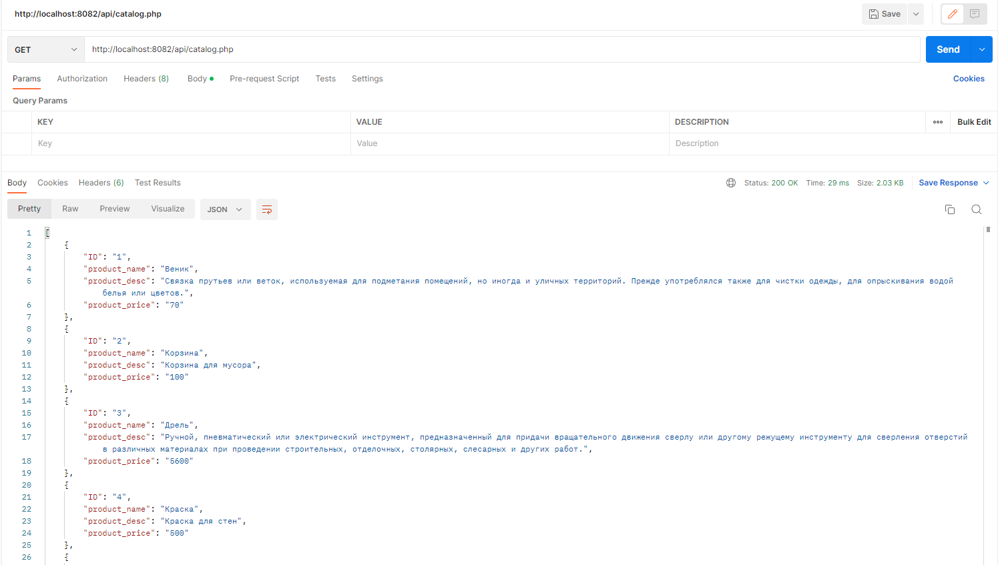 http://localhost:8082/api/catalog.php
Save
GET
http://localhost:8082/api/catalog.php
Send
Params Authorization Headers (8) Body Pre-request Script Tests Settings Cookies
Query Params
KEY VALUE DESCRIPTION ooo Bulk Edit
Key Value Description
Body Cookies Headers (6) Test Results Status: 200 OK Time: 29 ms Size: 2.03 KB Save Response
Pretty Raw Preview Visualize JSON
1 [
2 {
3 "ID": "1",
4 "product_name": "Веник",
5 "product_desc": "Связка прутьев или веток, используемая для подметания помещений, но иногда и уличных территорий. Прежде употреблялся также для чистки одежды, для опрыскивания водой
белья или цветов.",
6 "product_price": "70"
7 },
8 {
9 "ID": "2",
10 "product_name": "Корзина",
11 "product_desc": "Корзина для мусора",
12 "product_price": "100"
13 },
14 {
15 "ID": "3",
16 "product_name": "Дрель",
17 "product_desc": "Ручной, пневматический или электрический инструмент, предназначенный для придачи вращательного движения сверлу или другому режущему инструменту для сверления отверстий
в различных материалах при проведении строительных, отделочных, столярных, слесарных и других работ.",
18 "product_price": "5600"
19 },
20 {
21 "ID": "4",
22 "product_name": "Краска",
23 "product_desc": "Краска для стен",
24 "product_price": "500"
25 },
26 {